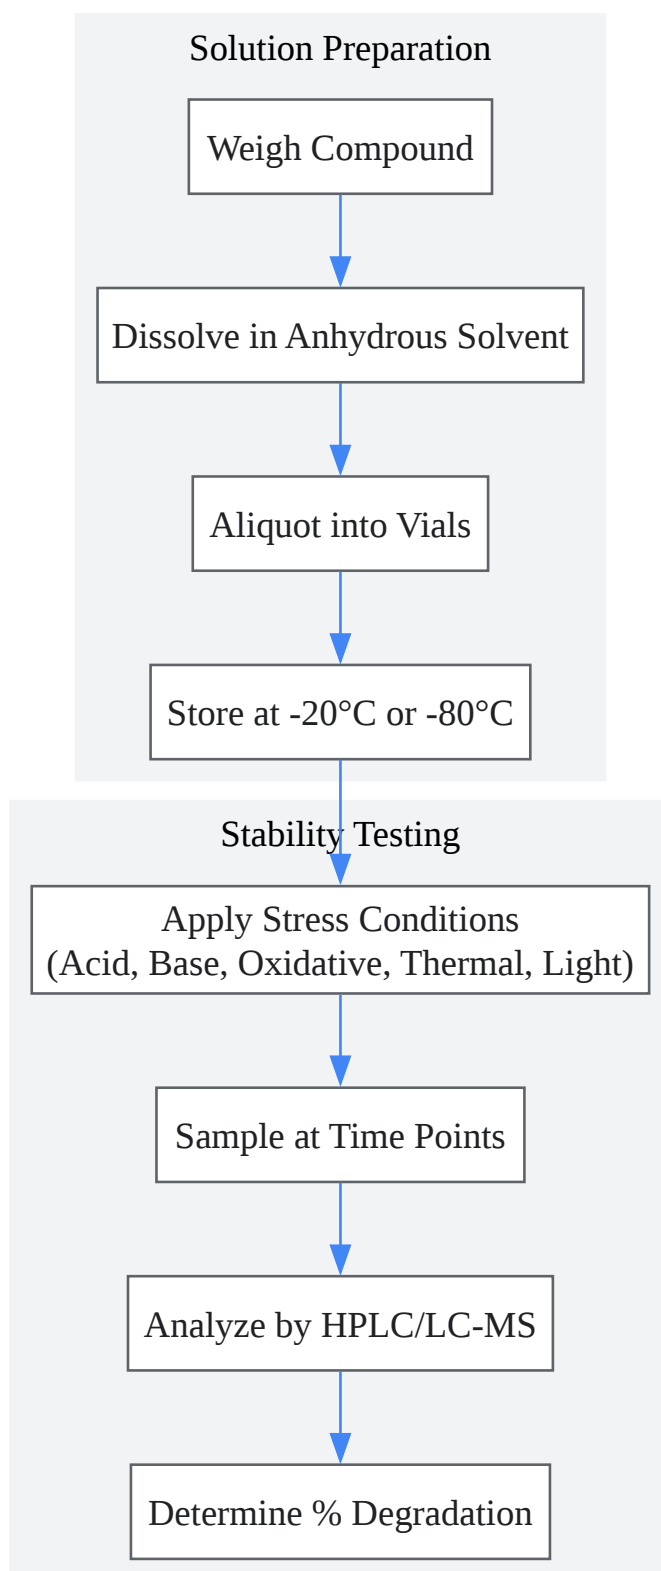 Solution Preparation
Weigh Compound
Dissolve in Anhydrous Solvent
Aliquot into Vials
Store at -20°C or -80°C
Stability Testing
Apply Stress Conditions
(Acid, Base, Oxidative, Thermal, Light)
Sample at Time Points
Analyze by HPLC/LC-MS
Determine % Degradation